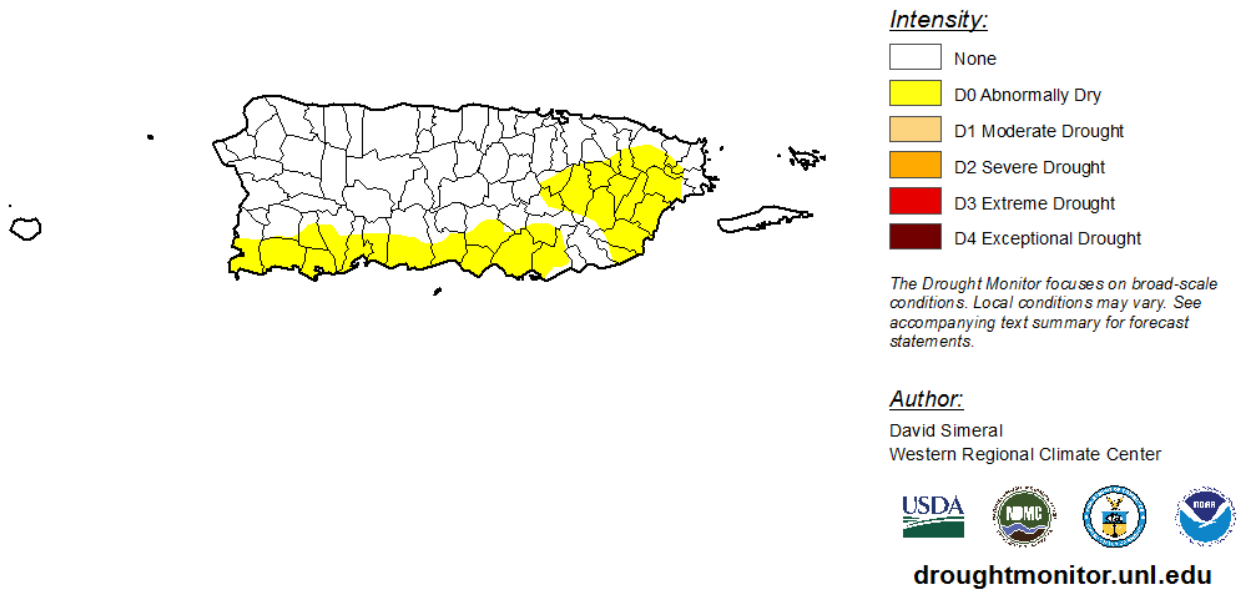 Intensity:
None
D0 Abnormally Dry
D1 Moderate Drought
D2 Severe Drought
D3 Extreme Drought
D4 Exceptional Drought
The Drought Monitor focuses on broad-scale
conditions. Local conditions may vary. See
accompanying text summary for forecast
statements.
Author:
David Simeral
Western Regional Climate Center
USDA
NDMC
NOAA
droughtmonitor.unl.edu